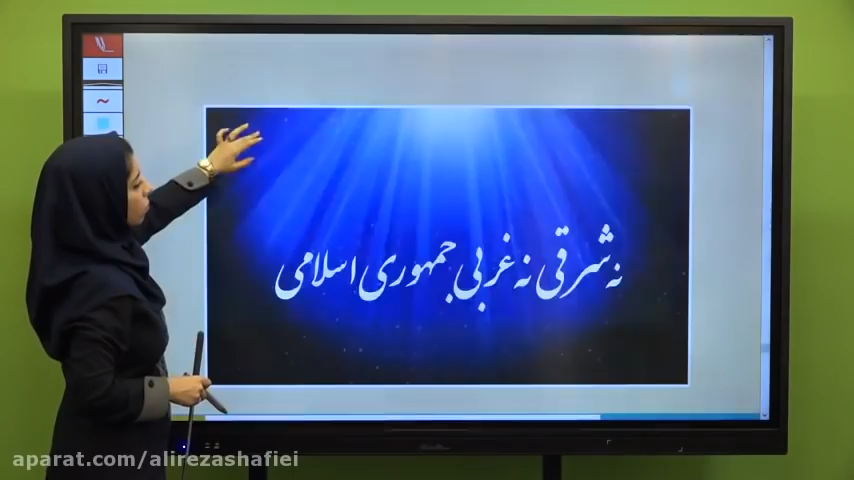 نه شرقی نه غربی جمهوری اسلامی
aparat.com/alirezashafiei